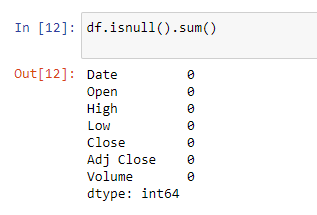 In [12]: df.isnull().sum()
Out[12]: Date 0
Open 0
High 0
Low 0
Close 0
Adj Close 0
Volume 0
dtype: int64